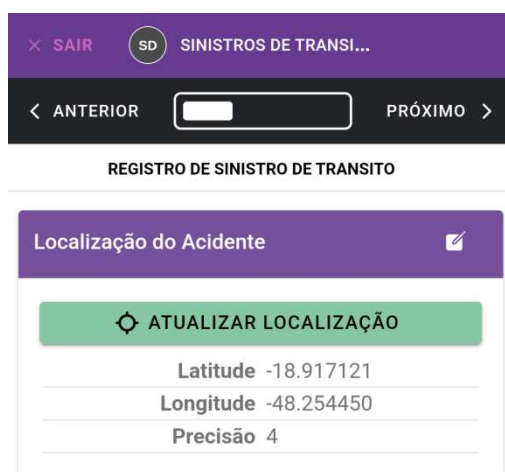 × SAIR SD SINISTROS DE TRANSI...
< ANTERIOR PRÓXIMO >
REGISTRO DE SINISTRO DE TRANSITO
Localização do Acidente
ATUALIZAR LOCALIZAÇÃO
Latitude -18.917121
Longitude -48.254450
Precisão 4